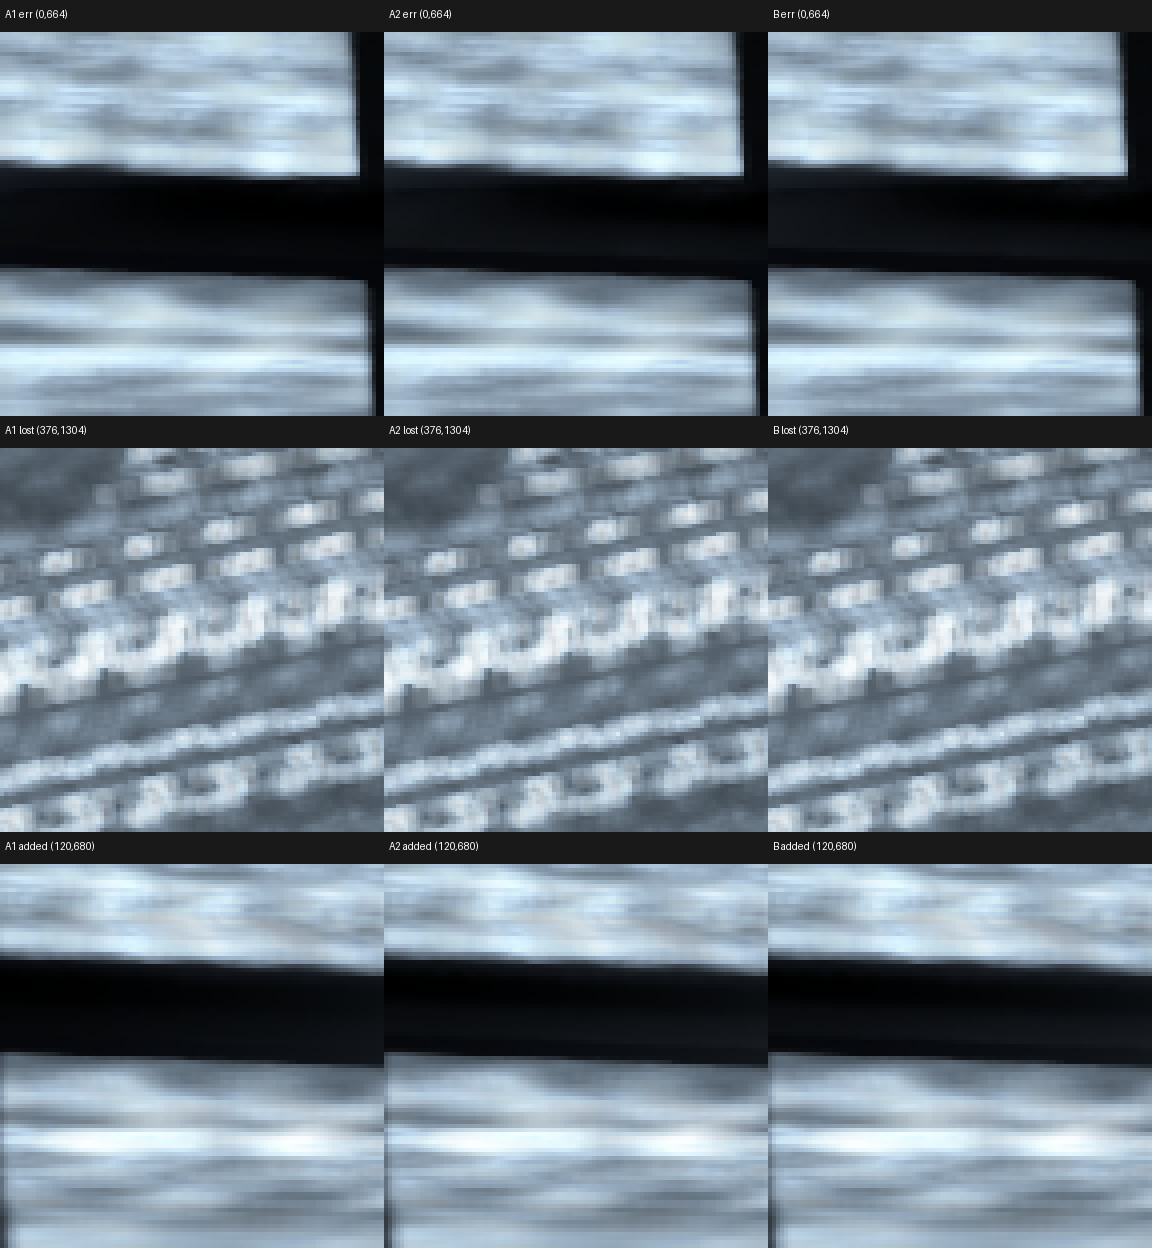 A1 err (0,664) A2 err (0,664) B err (0,664)
A1 lost (376,1304) A2 lost (376,1304) B lost (376,1304)
A1 added (120,680) A2 added (120,680) B added (120,680)